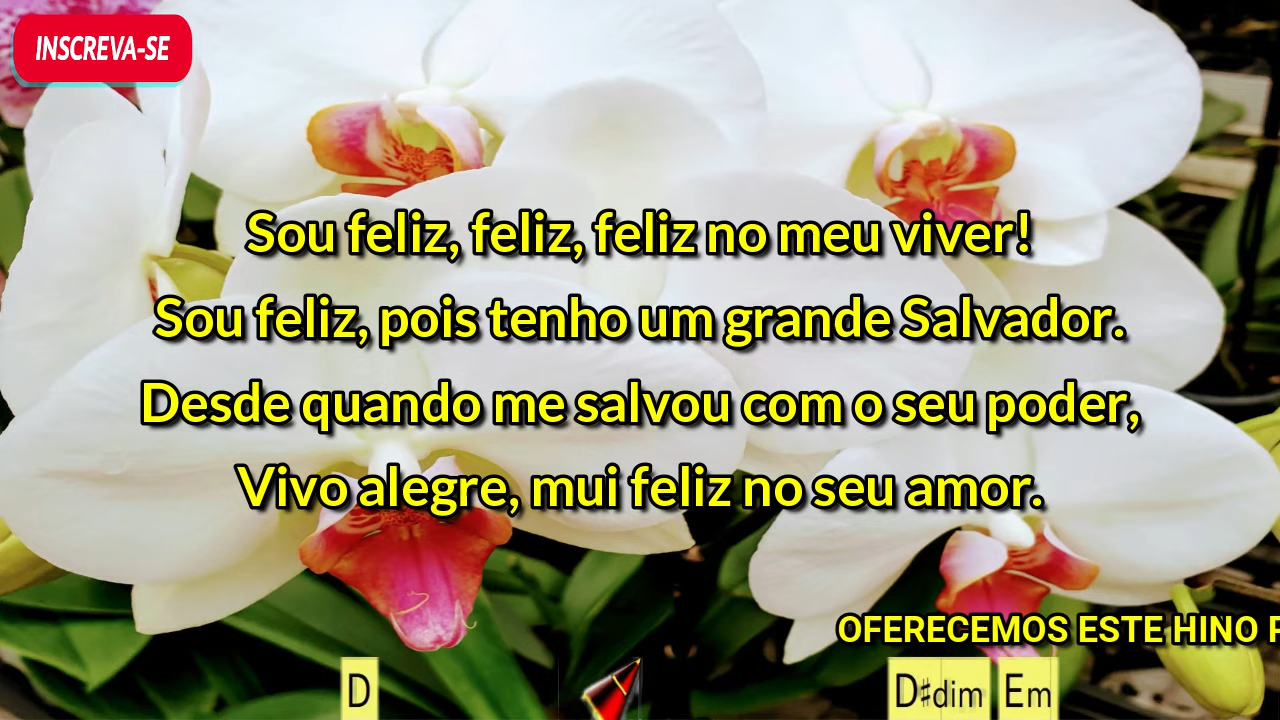 INSCREVA-SE
Sou feliz, feliz, feliz no meu viver!
Sou feliz, pois tenho um grande Salvador.
Desde quando me salvou com o seu poder,
Vivo alegre, mui feliz no seu amor.
OFERECEMOS ESTE HINO
D D♯dim Em